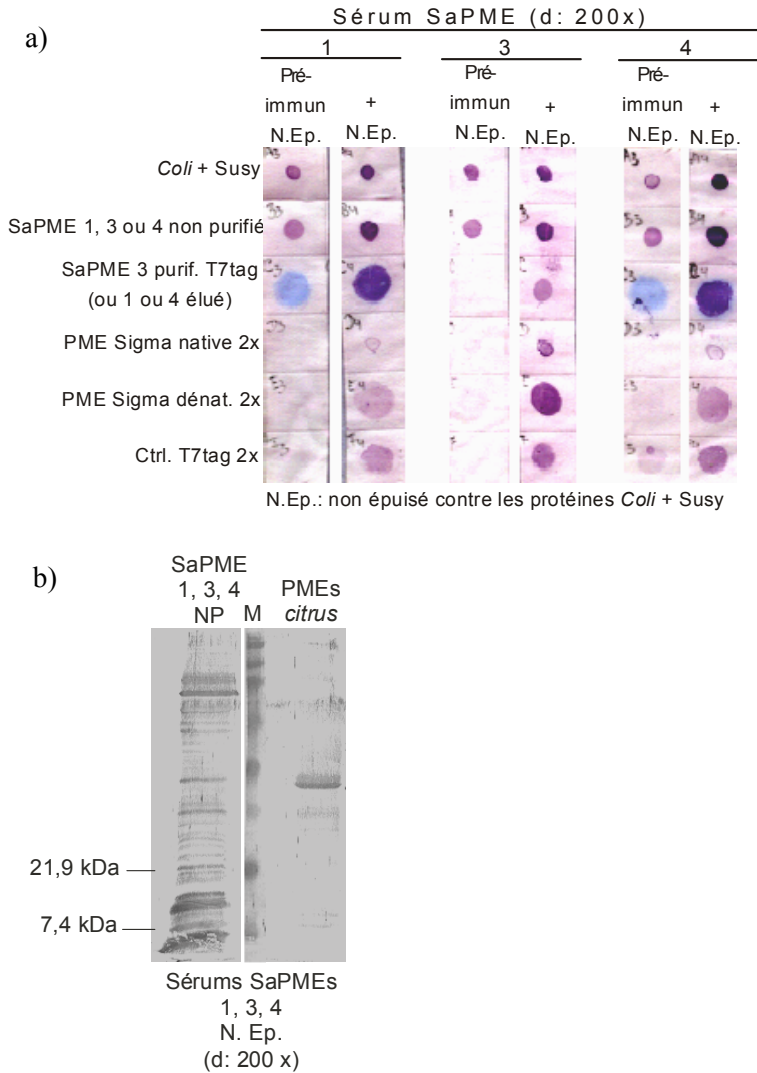 a)
Sérum SaPME (d: 200x)
1 3 4
Pré-immun N.Ep. + N.Ep. Pré-immun N.Ep. + N.Ep. Pré-immun N.Ep. + N.Ep.
Coli + Susy
SaPME 1, 3 ou 4 non purifié
SaPME 3 purif. T7tag
(ou 1 ou 4 élué)
PME Sigma native 2x
PME Sigma dénat. 2x
Ctrl. T7tag 2x
N.Ep.: non épuisé contre les protéines Coli + Susy
b)
SaPME
1, 3, 4
NP
M
PMEs
citrus
21,9 kDa
7,4 kDa
Sérums SaPMEs
1, 3, 4
N. Ep.
(d: 200 x)